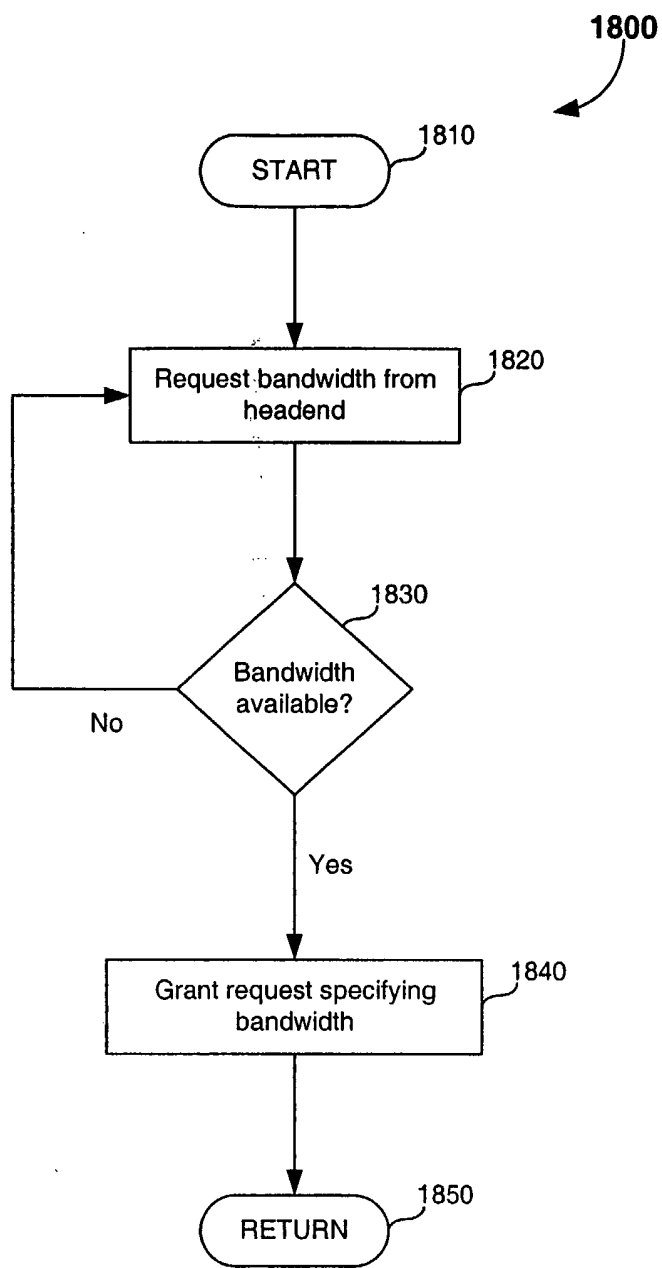 1800
START
1810
Request bandwidth from
headend
1820
Bandwidth
available?
1830
No
Yes
Grant request specifying
bandwidth
1840
RETURN
1850